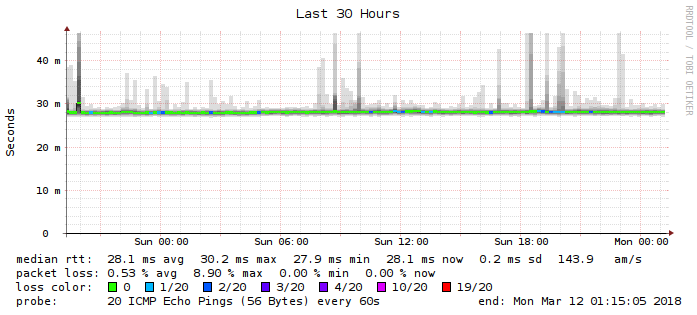 Last 30 Hours
RRDTOOL / TOBI OETIKER
Seconds
40 m
30 m
20 m
10 m
0
Sun 00:00 Sun 06:00 Sun 12:00 Sun 18:00 Mon 00:00
median rtt: 28.1 ms avg 30.2 ms max 27.9 ms min 28.1 ms now 0.2 ms sd 143.9 am/s
packet loss: 0.53 % avg 8.90 % max 0.00 % min 0.00 % now
loss color: 0 1/20 2/20 3/20 4/20 10/20 19/20
probe: 20 ICMP Echo Pings (56 Bytes) every 60s end: Mon Mar 12 01:15:05 2018